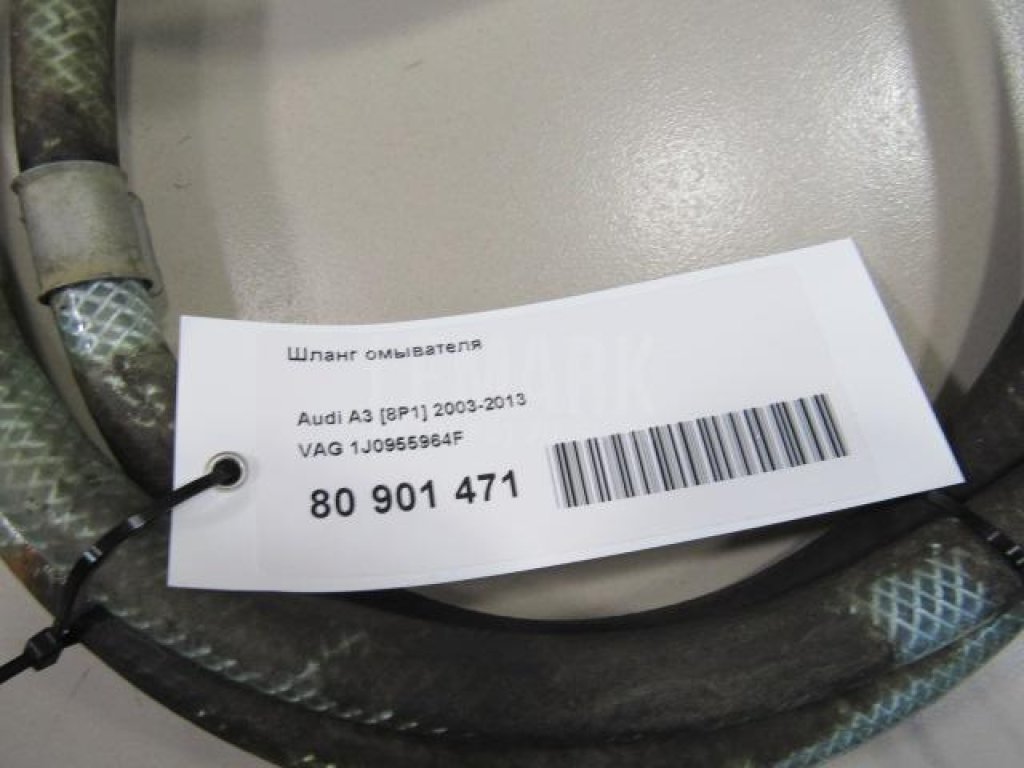 Шланг омывателя
Audi A3 [8P1] 2003-2013
VAG 1J0955964F
80 901 471